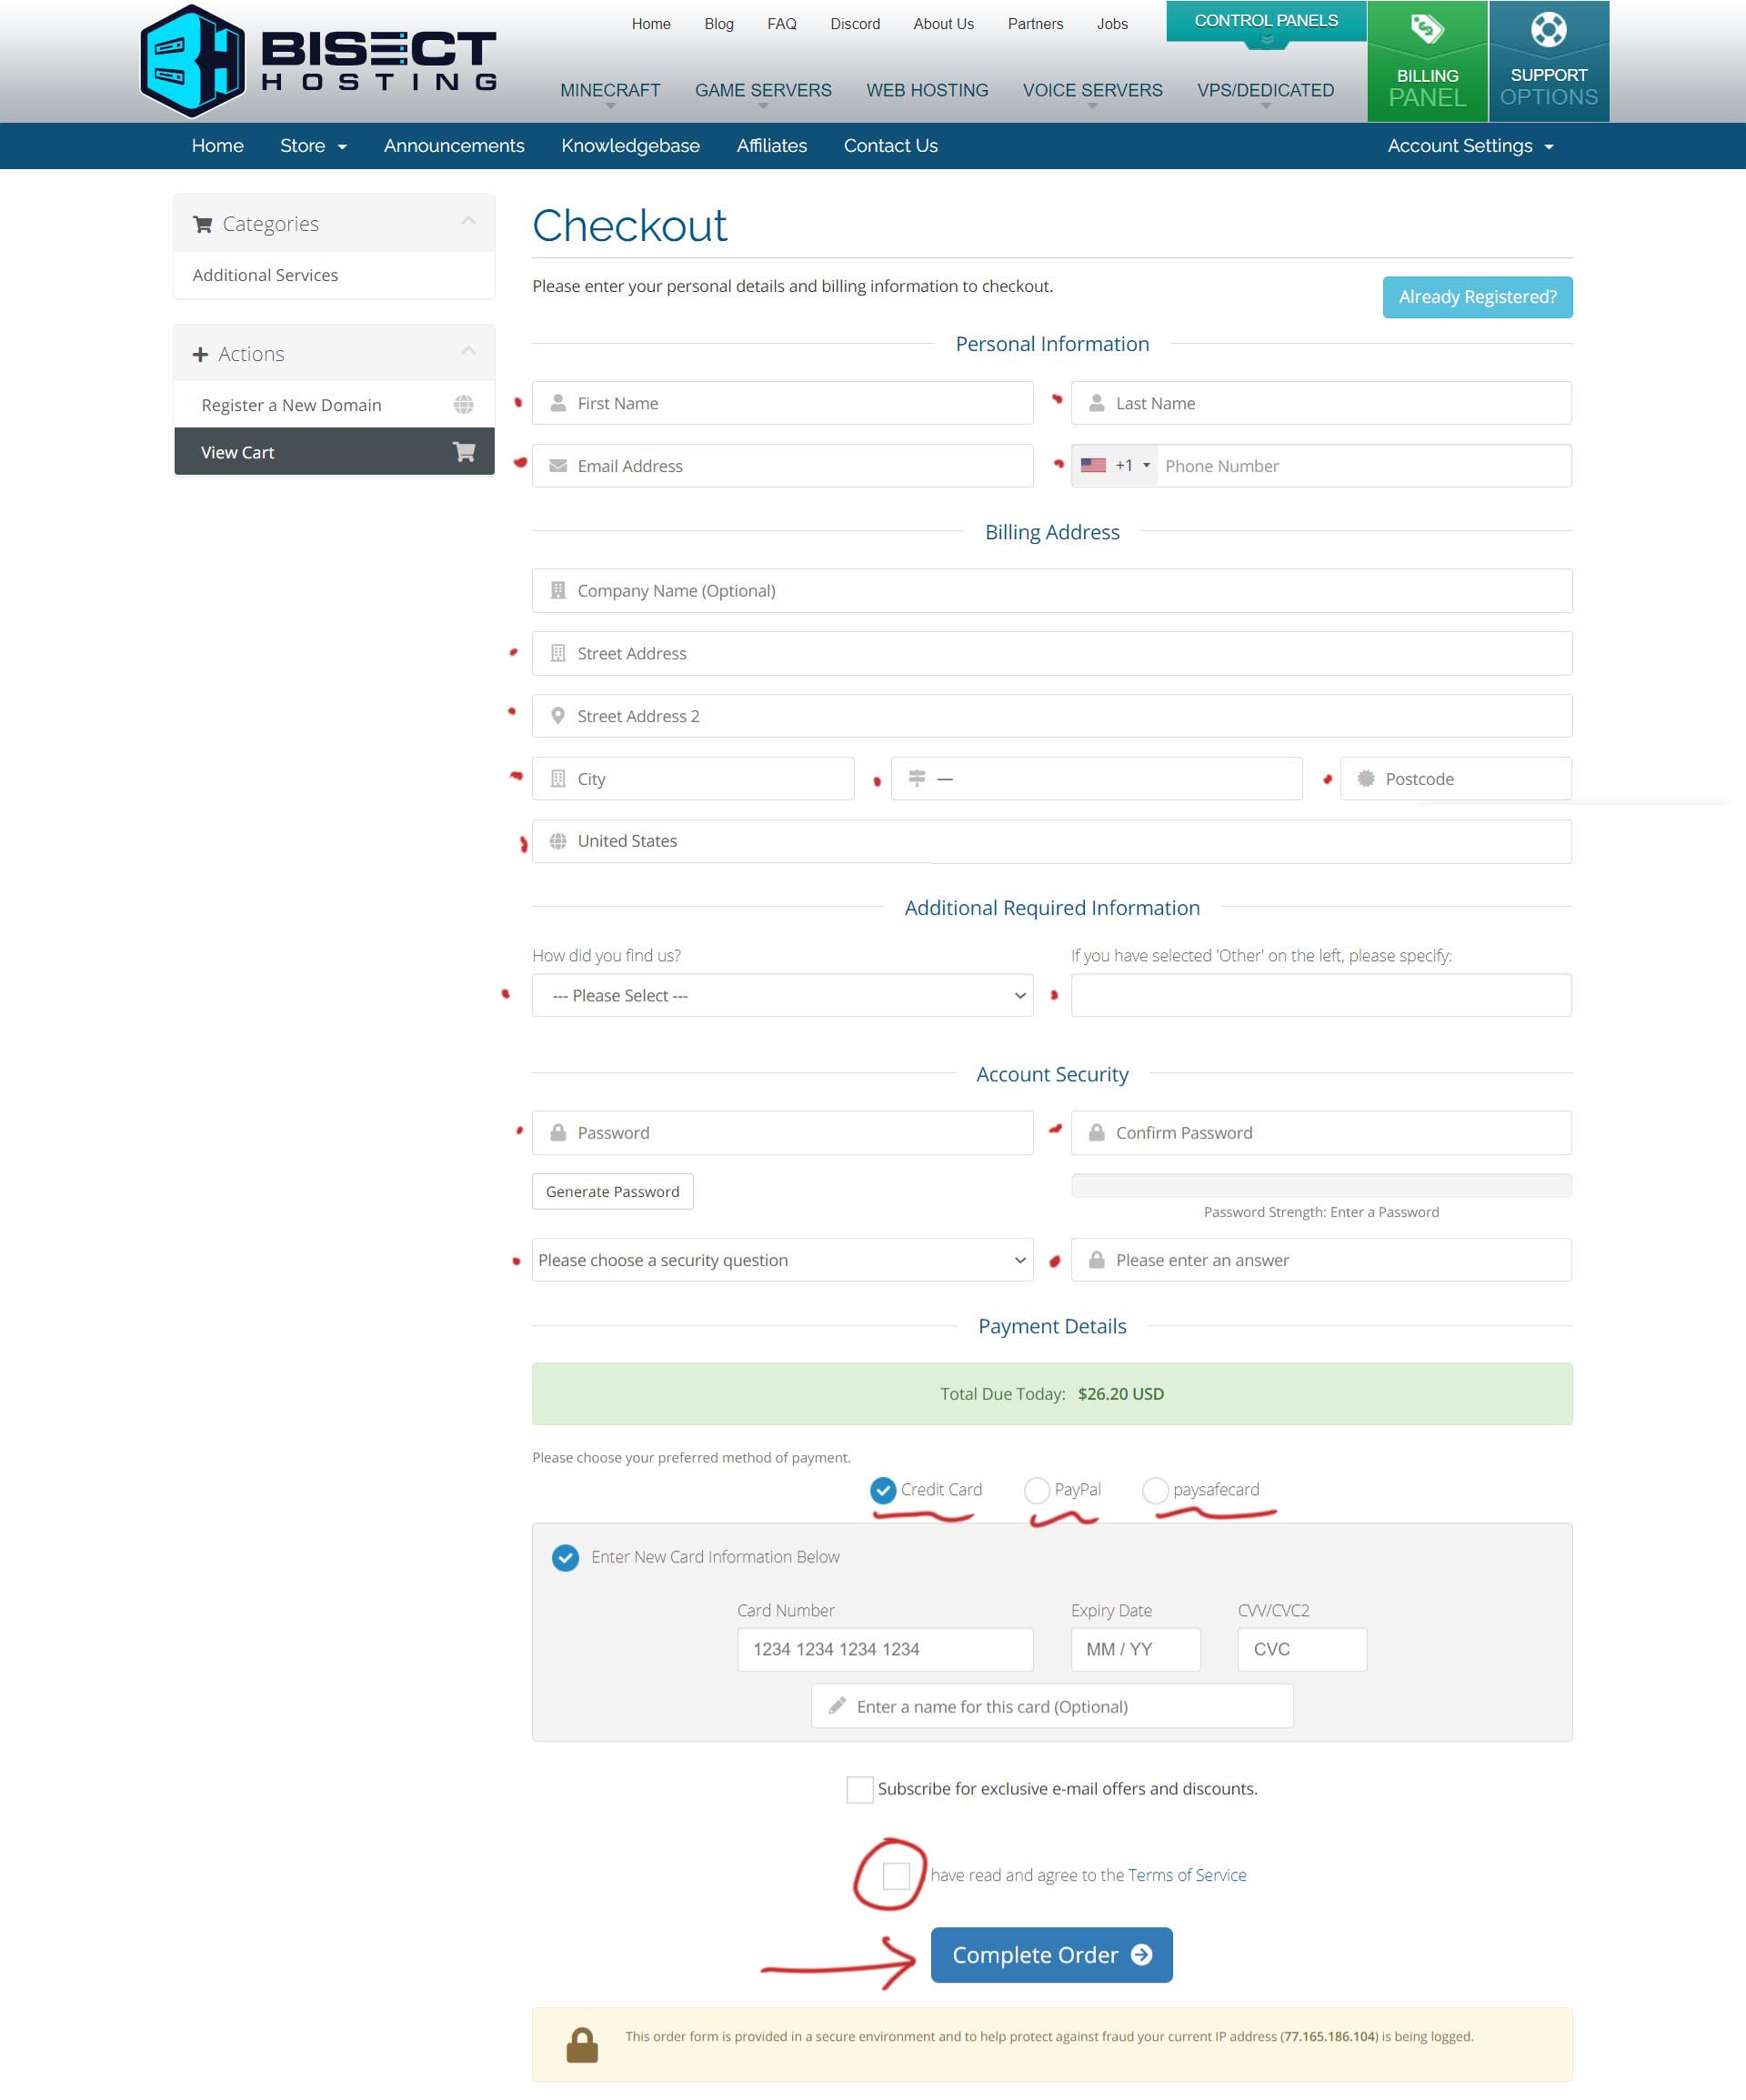 BISECT
HOSTING
Home Blog FAQ Discord About Us Partners Jobs
CONTROL PANELS
BILLING
PANEL
SUPPORT
OPTIONS
MINECRAFT GAME SERVERS WEB HOSTING VOICE SERVERS VPS/DEDICATED
Home Store Announcements Knowledgebase Affiliates Contact Us Account Settings
Categories
Additional Services
Actions
Register a New Domain
View Cart
Checkout
Please enter your personal details and billing information to checkout.
Already Registered?
Personal Information
First Name Last Name
Email Address +1 Phone Number
Billing Address
Company Name (Optional)
Street Address
Street Address 2
City — Postcode
United States
Additional Required Information
How did you find us? If you have selected 'Other' on the left, please specify:
--- Please Select ---
Account Security
Password Confirm Password
Generate Password
Password Strength: Enter a Password
Please choose a security question Please enter an answer
Payment Details
Total Due Today: $26.20 USD
Please choose your preferred method of payment.
Credit Card PayPal paysafecard
Enter New Card Information Below
Card Number Expiry Date CVV/CVC2
1234 1234 1234 1234 MM / YY CVC
Enter a name for this card (Optional)
Subscribe for exclusive e-mail offers and discounts.
have read and agree to the Terms of Service
Complete Order
This order form is provided in a secure environment and to help protect against fraud your current IP address (77.165.186.104) is being logged.